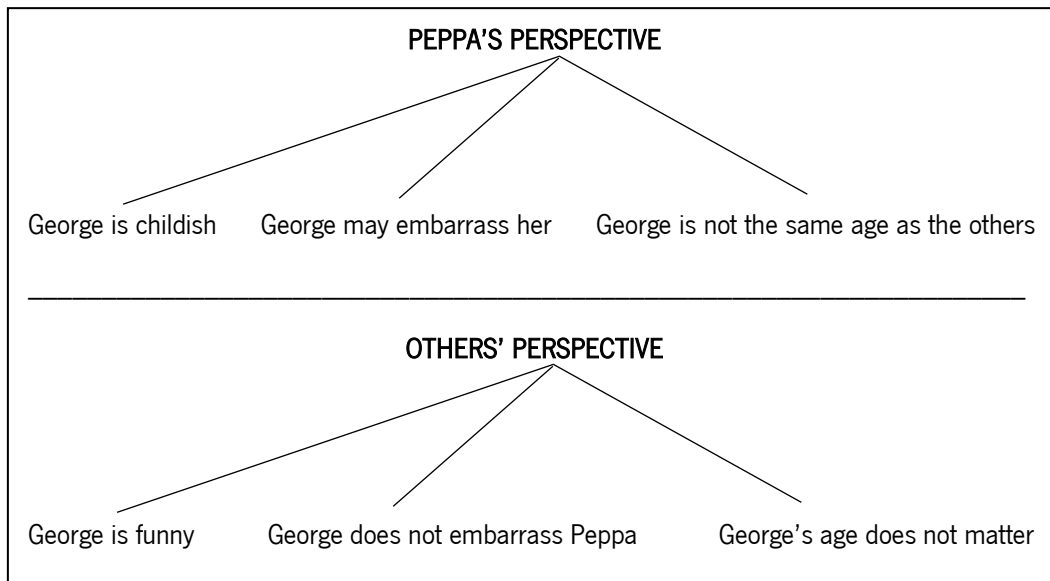 PEPPA’S PERSPECTIVE
George is childish George may embarrass her George is not the same age as the others
OTHERS’ PERSPECTIVE
George is funny George does not embarrass Peppa George’s age does not matter